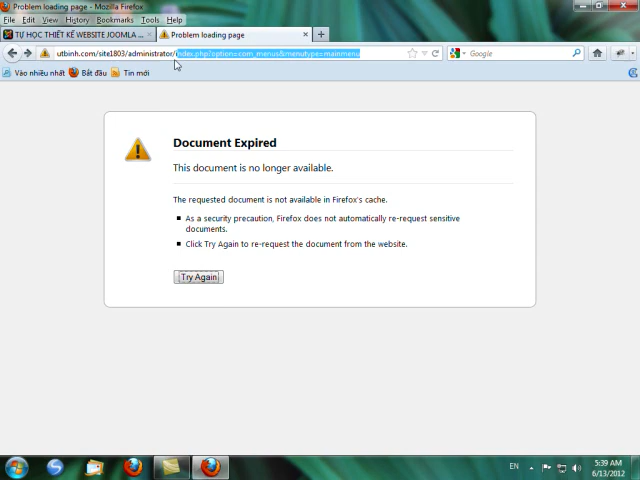 Problem loading page - Mozilla Firefox
File Edit View History Bookmarks Tools Help
TỰ HỌC THIẾT KẾ WEBSITE JOOMLA ...
Problem loading page
utbinh.com/site1803/administrator/index.php?option=com_menus&menutype=mainmenu
Google
Vào nhiều nhất Bắt đầu Tin mới
Document Expired
This document is no longer available.
The requested document is not available in Firefox's cache.
As a security precaution, Firefox does not automatically re-request sensitive
documents.
Click Try Again to re-request the document from the website.
Try Again
EN
5:39 AM
6/13/2012